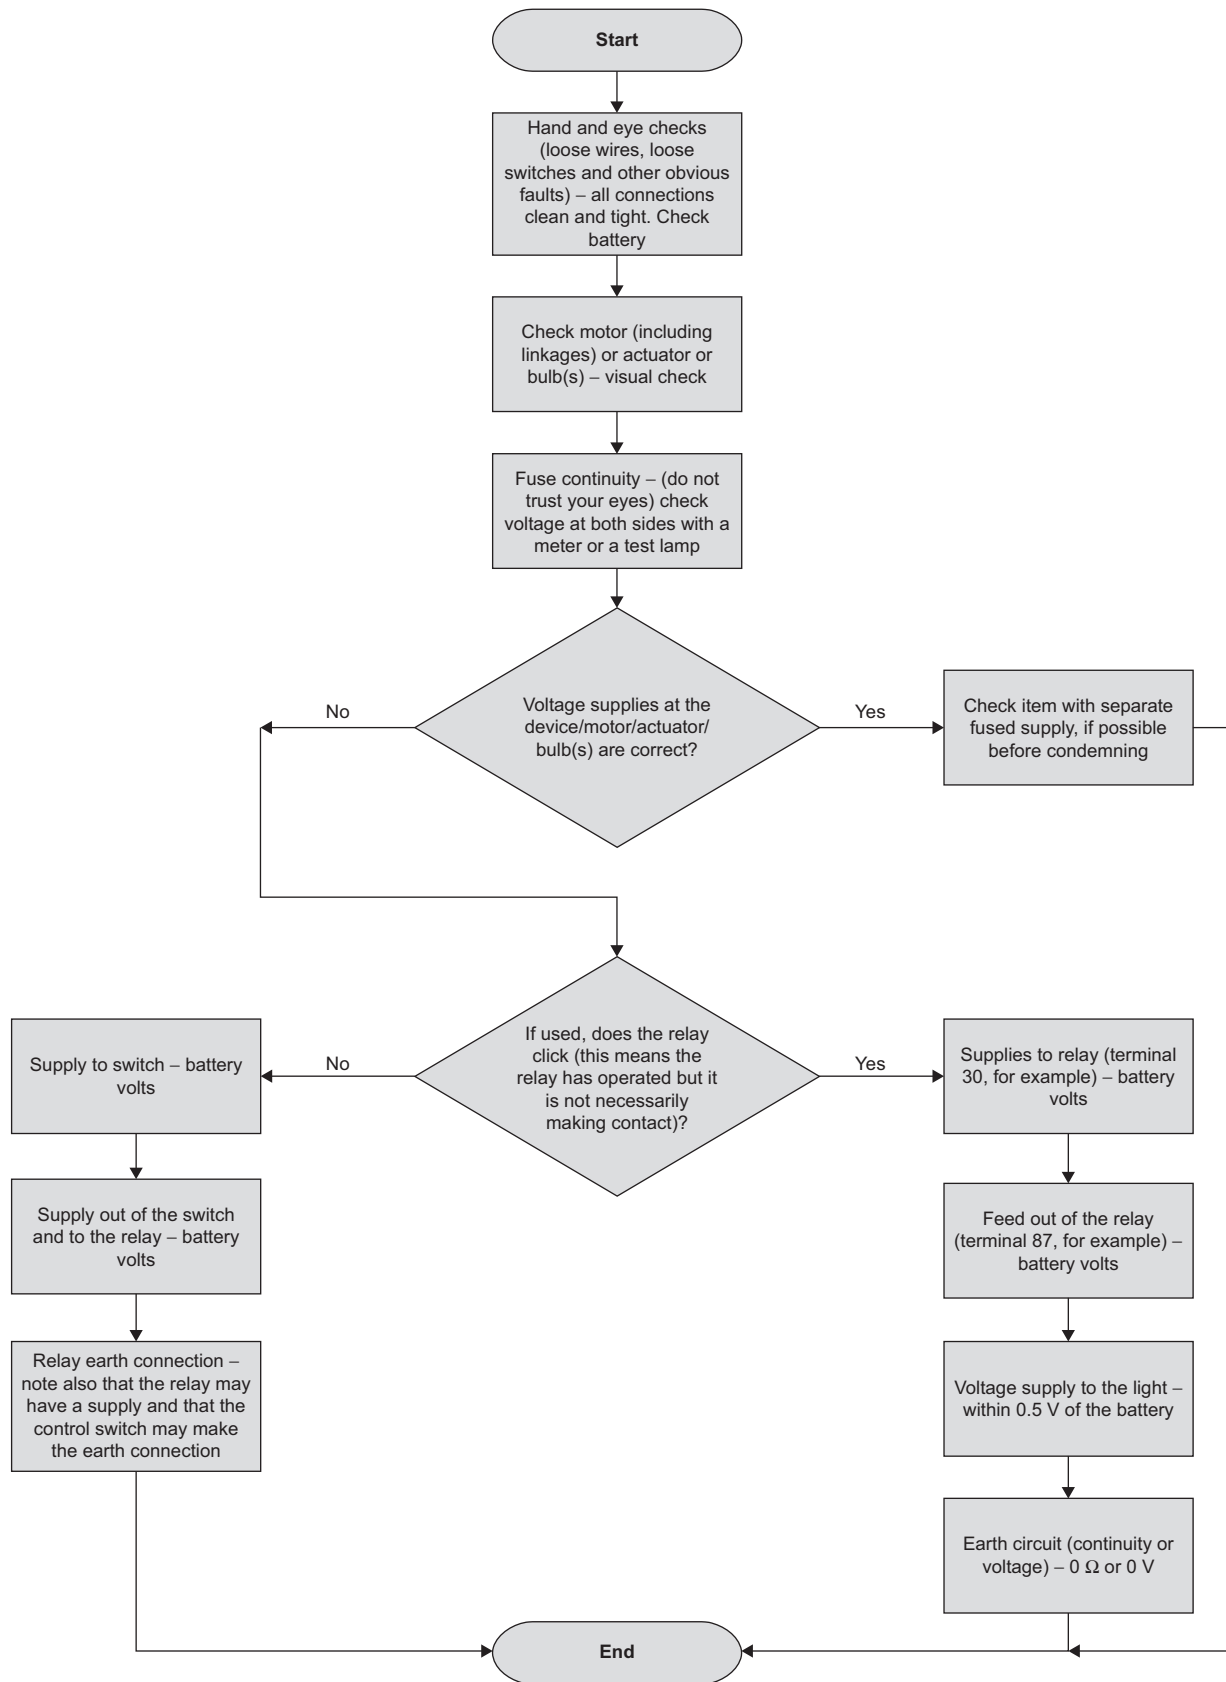 Start
Hand and eye checks
(loose wires, loose
switches and other obvious
faults) – all connections
clean and tight. Check
battery
Check motor (including
linkages) or actuator or
bulb(s) – visual check
Fuse continuity – (do not
trust your eyes) check
voltage at both sides with a
meter or a test lamp
Voltage supplies at the
device/motor/actuator/
bulb(s) are correct?
No
Yes
Check item with separate
fused supply, if possible
before condemning
If used, does the relay
click (this means the
relay has operated but it
is not necessarily
making contact)?
No
Yes
Supply to switch – battery
volts
Supply out of the switch
and to the relay – battery
volts
Relay earth connection –
note also that the relay may
have a supply and that the
control switch may make
the earth connection
Supplies to relay (terminal
30, for example) – battery
volts
Feed out of the relay
(terminal 87, for example) –
battery volts
Voltage supply to the light –
within 0.5 V of the battery
Earth circuit (continuity or
voltage) – 0 Ω or 0 V
End